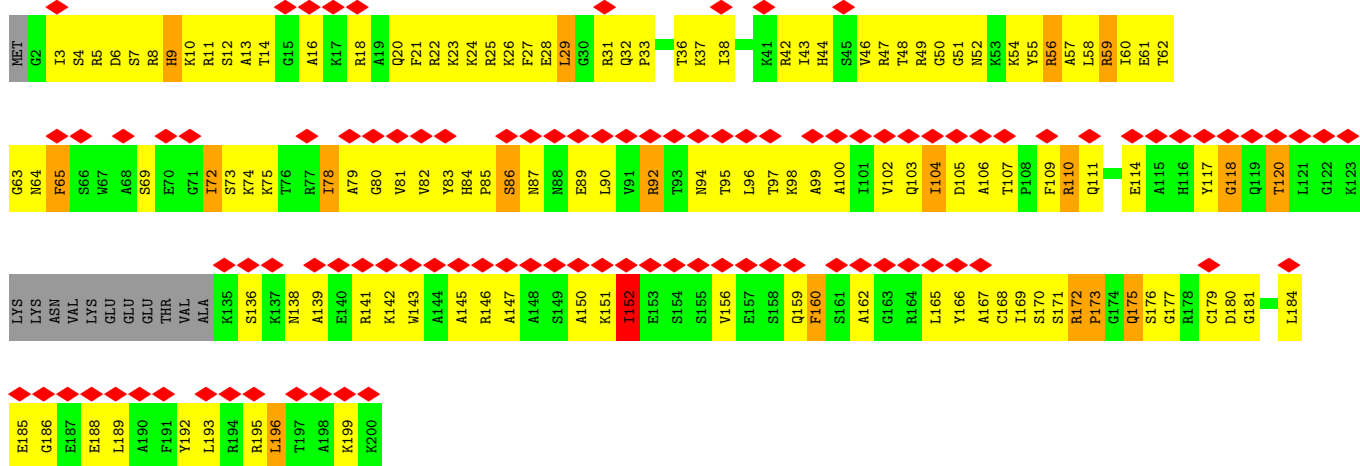 MET G2 I3 S4 R5 D6 S7 R8 H9 K10 R11 S12 A13 T14 G15 A16 K17 R18 A19 Q20 F21 R22 K23 K24 R25 K26 F27 E28 L29 G30 R31 Q32 P33 T36 K37 I38 K41 R42 I43 H44 S45 V46 R47 T48 R49 G50 G51 N52 K53 K54 Y55 R56 A57 L58 R59 I60 E61 T62
G63 N64 F65 S66 W67 A68 S69 E70 G71 I72 S73 K74 K75 T76 R77 I78 A79 G80 V81 V82 Y83 H84 P85 S86 N87 N88 E89 L90 V91 R92 T93 N94 T95 L96 T97 K98 A99 A100 I101 V102 Q103 I104 D105 A106 T107 P108 F109 R110 Q111 E114 A115 H116 Y117 G118 Q119 T120 L121 G122 K123
LYS LYS ASN VAL LYS GLU GLU GLU THR VAL ALA K135 S136 K137 N138 A139 E140 R141 K142 W143 A144 A145 R146 A147 A148 S149 A150 K151 I152 E153 S154 S155 V156 E157 S158 Q159 F160 S161 A162 G163 R164 L165 Y166 A167 C168 I169 S170 S171 R172 P173 G174 Q175 S176 G177 R178 C179 D180 G181 L184
E185 G186 E187 E188 L189 A190 F191 Y192 L193 R194 R195 L196 T197 A198 K199 K200